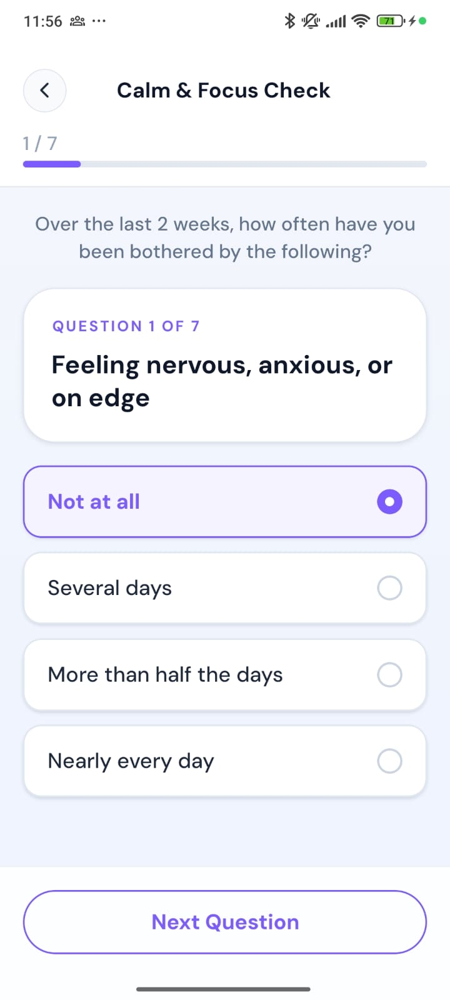 11:56
71
Calm & Focus Check
1 / 7
Over the last 2 weeks, how often have you
been bothered by the following?
QUESTION 1 OF 7
Feeling nervous, anxious, or
on edge
Not at all
Several days
More than half the days
Nearly every day
Next Question